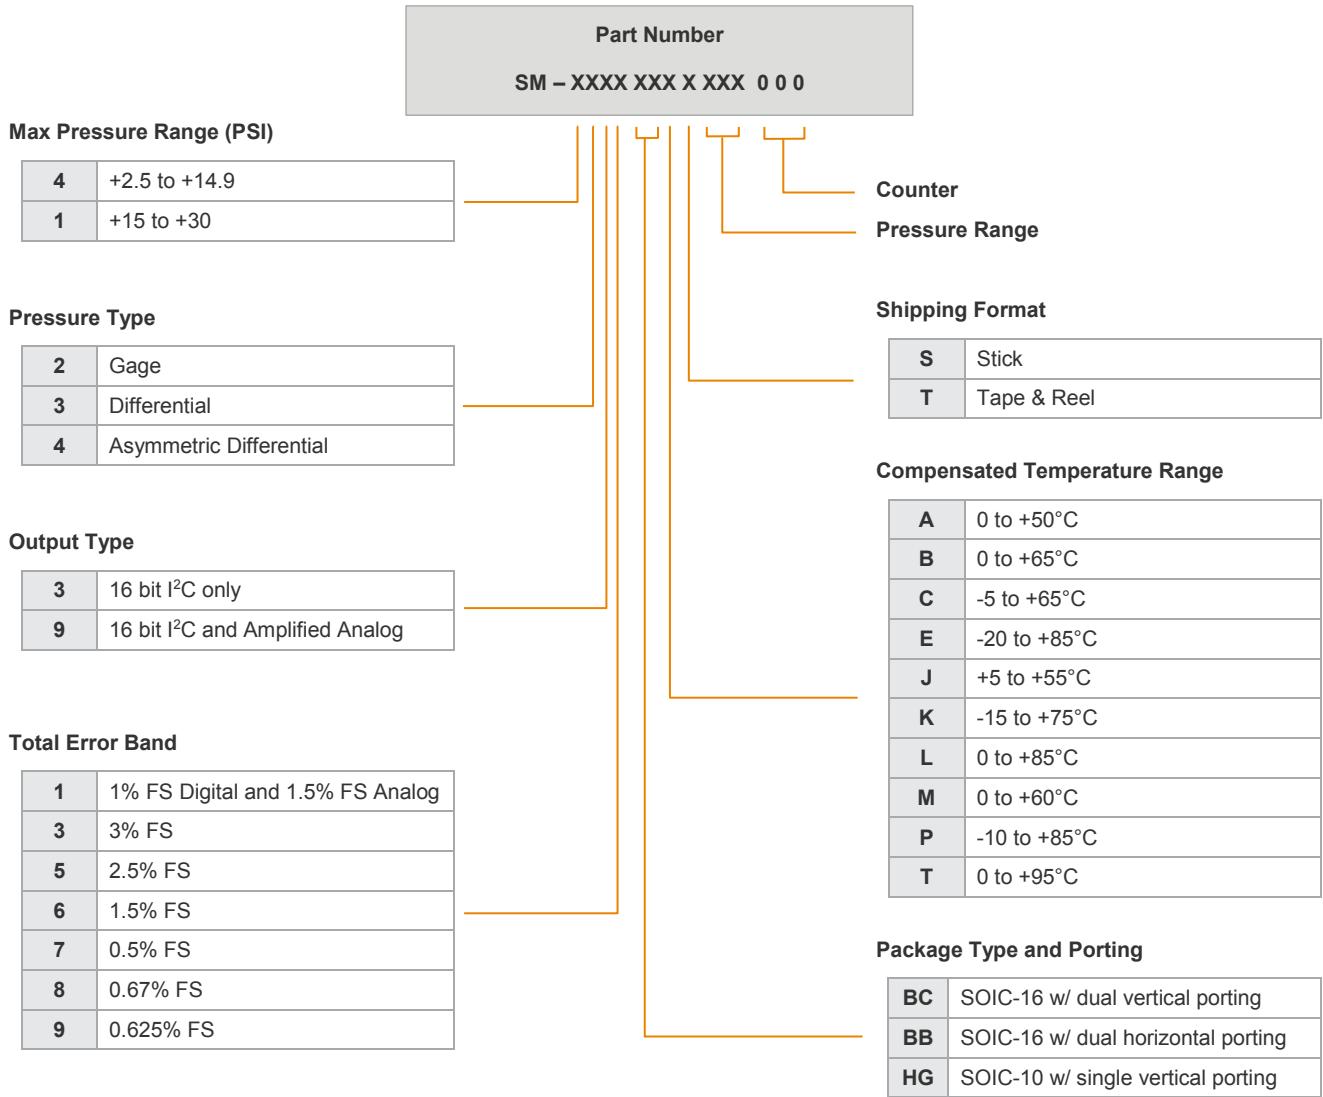 Part Number
SM – XXXX XXX X XXX 0 0 0
Max Pressure Range (PSI)
4 +2.5 to +14.9
1 +15 to +30
Pressure Type
2 Gage
3 Differential
4 Asymmetric Differential
Output Type
3 16 bit I²C only
9 16 bit I²C and Amplified Analog
Total Error Band
1 1% FS Digital and 1.5% FS Analog
3 3% FS
5 2.5% FS
6 1.5% FS
7 0.5% FS
8 0.67% FS
9 0.625% FS
Counter
Pressure Range
Shipping Format
S Stick
T Tape & Reel
Compensated Temperature Range
A 0 to +50°C
B 0 to +65°C
C -5 to +65°C
E -20 to +85°C
J +5 to +55°C
K -15 to +75°C
L 0 to +85°C
M 0 to +60°C
P -10 to +85°C
T 0 to +95°C
Package Type and Porting
BC SOIC-16 w/ dual vertical porting
BB SOIC-16 w/ dual horizontal porting
HG SOIC-10 w/ single vertical porting